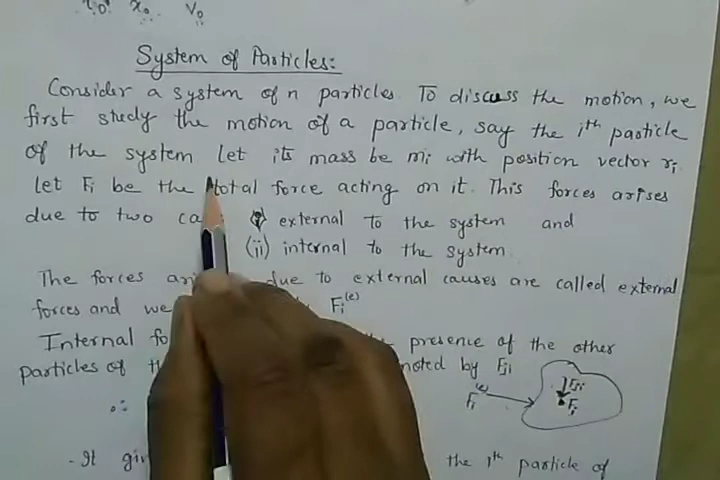 x₀ v₀
System of Particles:
Consider a system of n particles. To discuss the motion, we
first study the motion of a particle, say the iᵗʰ particle
of the system let its mass be mᵢ with position vector rᵢ
let Fᵢ be the total force acting on it. This forces arises
due to two external to the system and
(ii) internal to the system.
The forces due to external causes are called external
forces and we Fᵢ⁽ᵉ⁾
Internal presence of the other
particles of by Fⱼᵢ
∴ Fᵢ⁽ᵉ⁾ Fⱼᵢ
Fᵢ
- It the iᵗʰ particle of